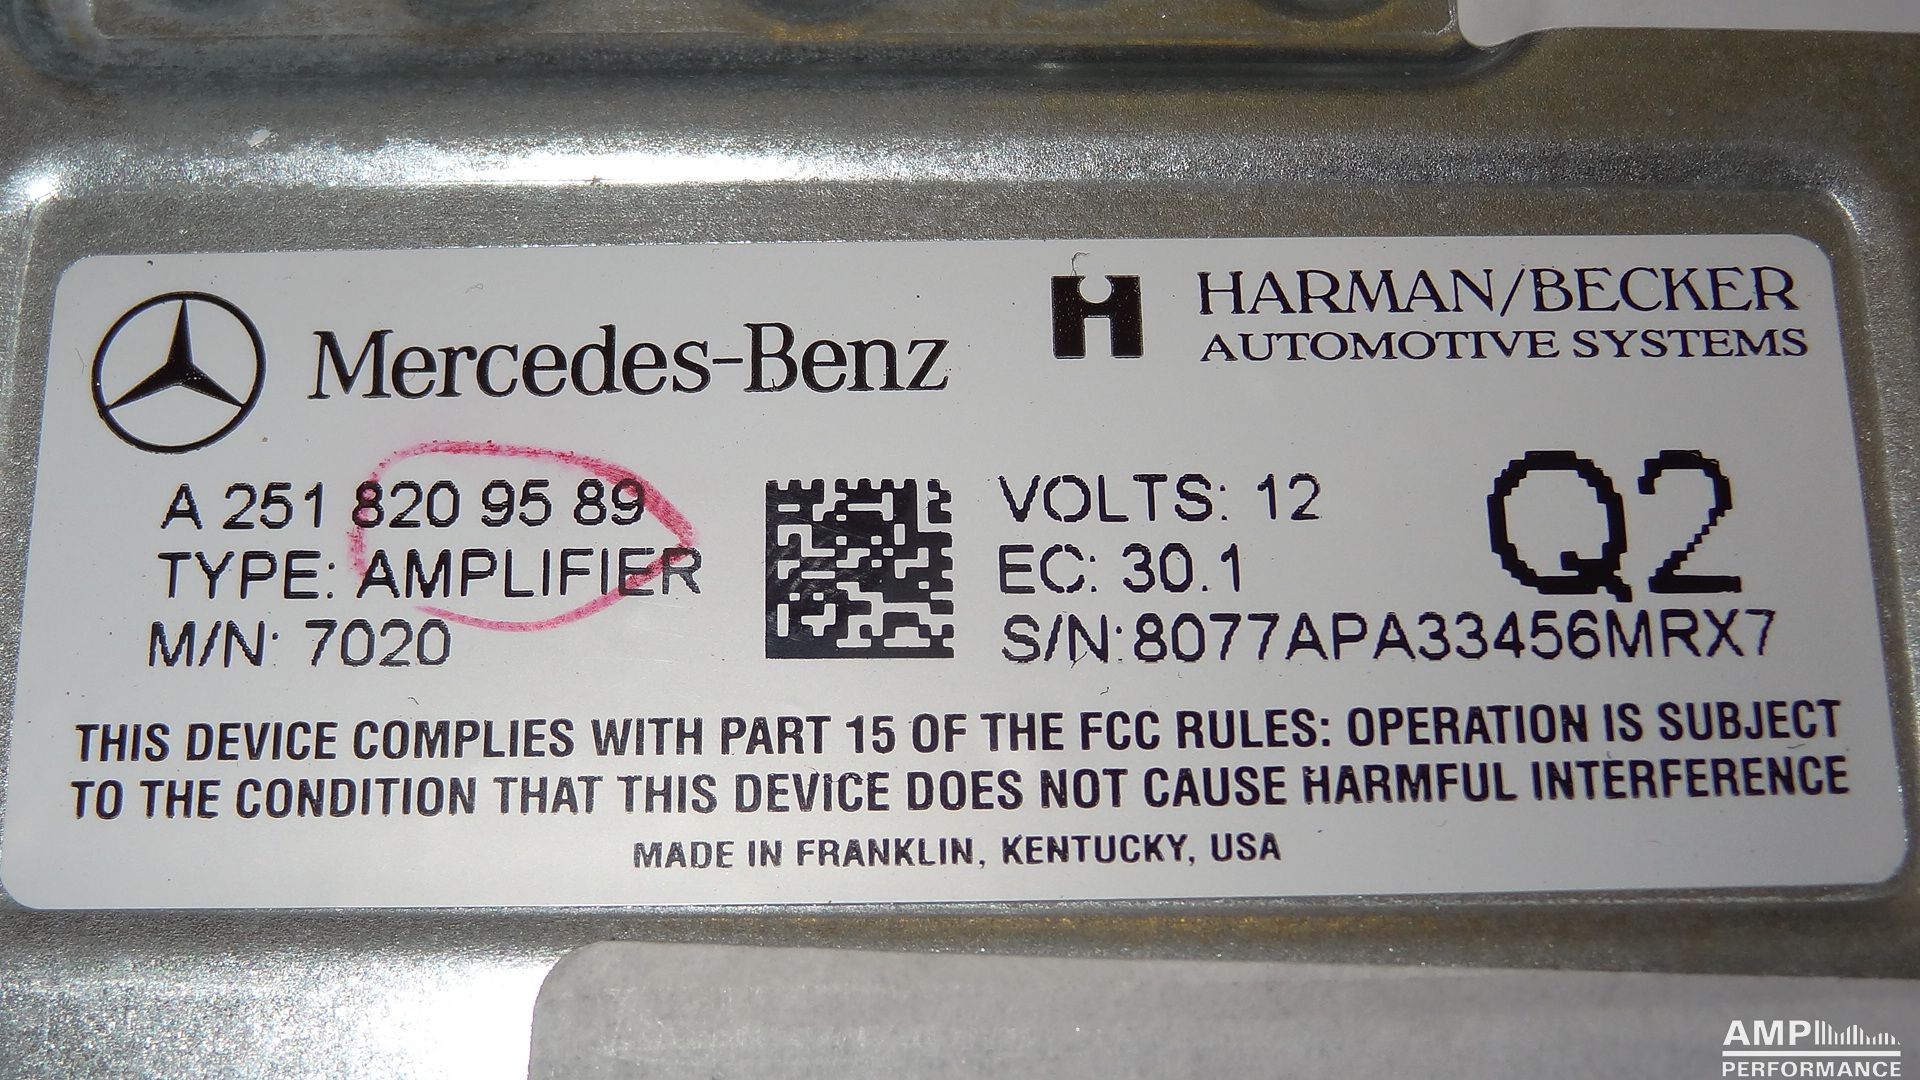 Mercedes-Benz
HARMAN/BECKER
AUTOMOTIVE SYSTEMS
A 251 820 95 89
TYPE: AMPLIFIER
M/N: 7020
VOLTS: 12
EC: 30.1
Q2
S/N:8077APA33456MRX7
THIS DEVICE COMPLIES WITH PART 15 OF THE FCC RULES: OPERATION IS SUBJECT
TO THE CONDITION THAT THIS DEVICE DOES NOT CAUSE HARMFUL INTERFERENCE
MADE IN FRANKLIN, KENTUCKY, USA
AMP
PERFORMANCE